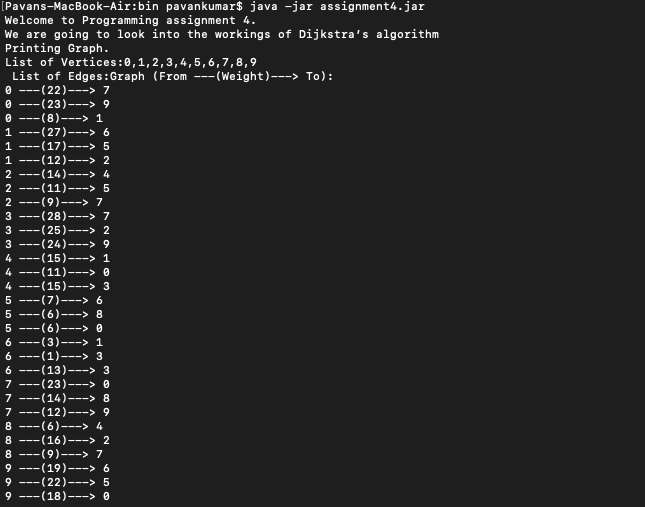 [Pavans-MacBook-Air:bin pavankumar$ java -jar assignment4.jar
Welcome to Programming assignment 4.
We are going to look into the workings of Dijkstra's algorithm
Printing Graph.
List of Vertices:0,1,2,3,4,5,6,7,8,9
 List of Edges:Graph (From ---(Weight)---> To):
0 ---(22)---> 7
0 ---(23)---> 9
0 ---(8)---> 1
1 ---(27)---> 6
1 ---(17)---> 5
1 ---(12)---> 2
2 ---(14)---> 4
2 ---(11)---> 5
2 ---(9)---> 7
3 ---(28)---> 7
3 ---(25)---> 2
3 ---(24)---> 9
4 ---(15)---> 1
4 ---(11)---> 0
4 ---(15)---> 3
5 ---(7)---> 6
5 ---(6)---> 8
5 ---(6)---> 0
6 ---(3)---> 1
6 ---(1)---> 3
6 ---(13)---> 3
7 ---(23)---> 0
7 ---(14)---> 8
7 ---(12)---> 9
8 ---(6)---> 4
8 ---(16)---> 2
8 ---(9)---> 7
9 ---(19)---> 6
9 ---(22)---> 5
9 ---(18)---> 0